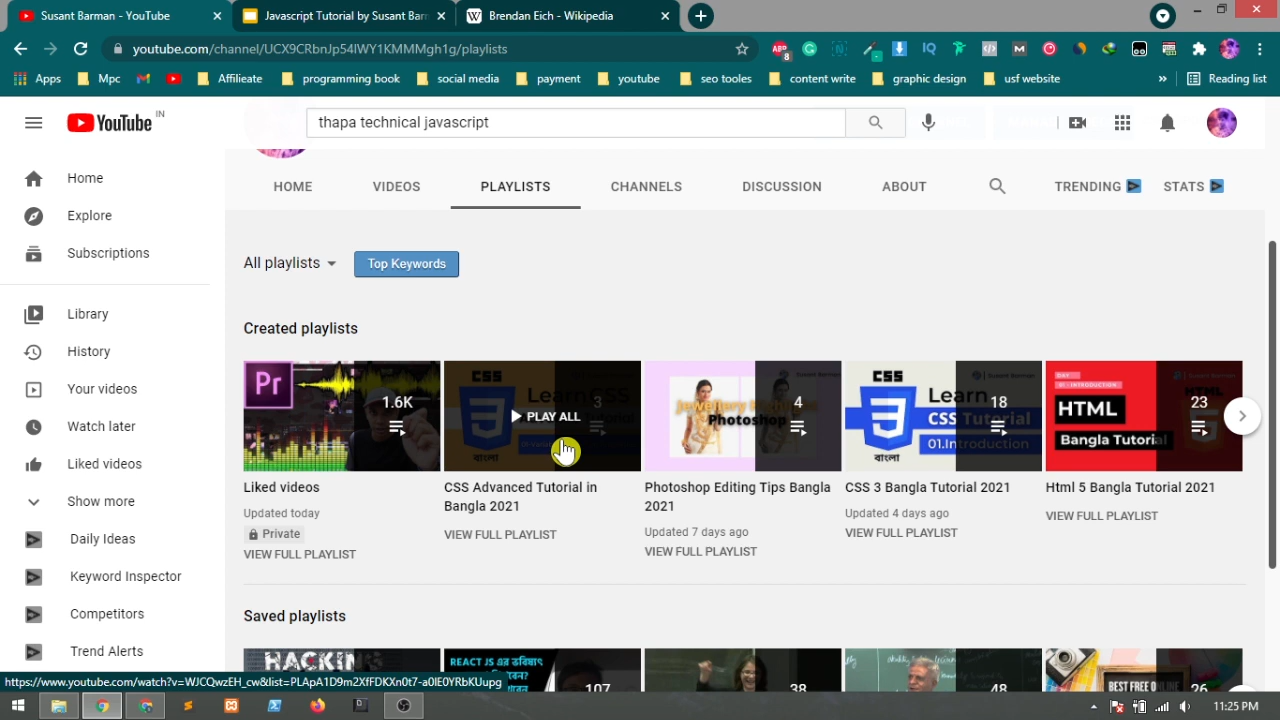 Susant Barman - YouTube
Javascript Tutorial by Susant Bar
Brendan Eich - Wikipedia
youtube.com/channel/UCX9CRbnJp54lWY1KMMMgh1g/playlists
Apps
Mpc
Affilieate
programming book
social media
payment
youtube
seo tooles
content write
graphic design
usf website
»
Reading list
YouTube
IN
thapa technical javascript
HOME
VIDEOS
PLAYLISTS
CHANNELS
DISCUSSION
ABOUT
TRENDING
STATS
Home
Explore
Subscriptions
Library
History
Your videos
Watch later
Liked videos
Show more
Daily Ideas
Keyword Inspector
Competitors
Trend Alerts
All playlists
Top Keywords
Created playlists
Pr
1.6K
PLAY ALL
3
Photoshop
4
CSS
Learn
CSS Tutorial
01.Introduction
বাংলা
18
HTML
Bangla Tutorial
23
Liked videos
Updated today
Private
VIEW FULL PLAYLIST
CSS Advanced Tutorial in
Bangla 2021
VIEW FULL PLAYLIST
Photoshop Editing Tips Bangla
2021
Updated 7 days ago
VIEW FULL PLAYLIST
CSS 3 Bangla Tutorial 2021
Updated 4 days ago
VIEW FULL PLAYLIST
Html 5 Bangla Tutorial 2021
VIEW FULL PLAYLIST
Saved playlists
REACT JS এর ভবিষ্যৎ
107
38
48
BEST FREE ONLINE
26
https://www.youtube.com/watch?v=WJCQwzEH_cw&list=PLApA1D9m2XfFDKXn0t7-a0lE0YRbKUupg
11:25 PM